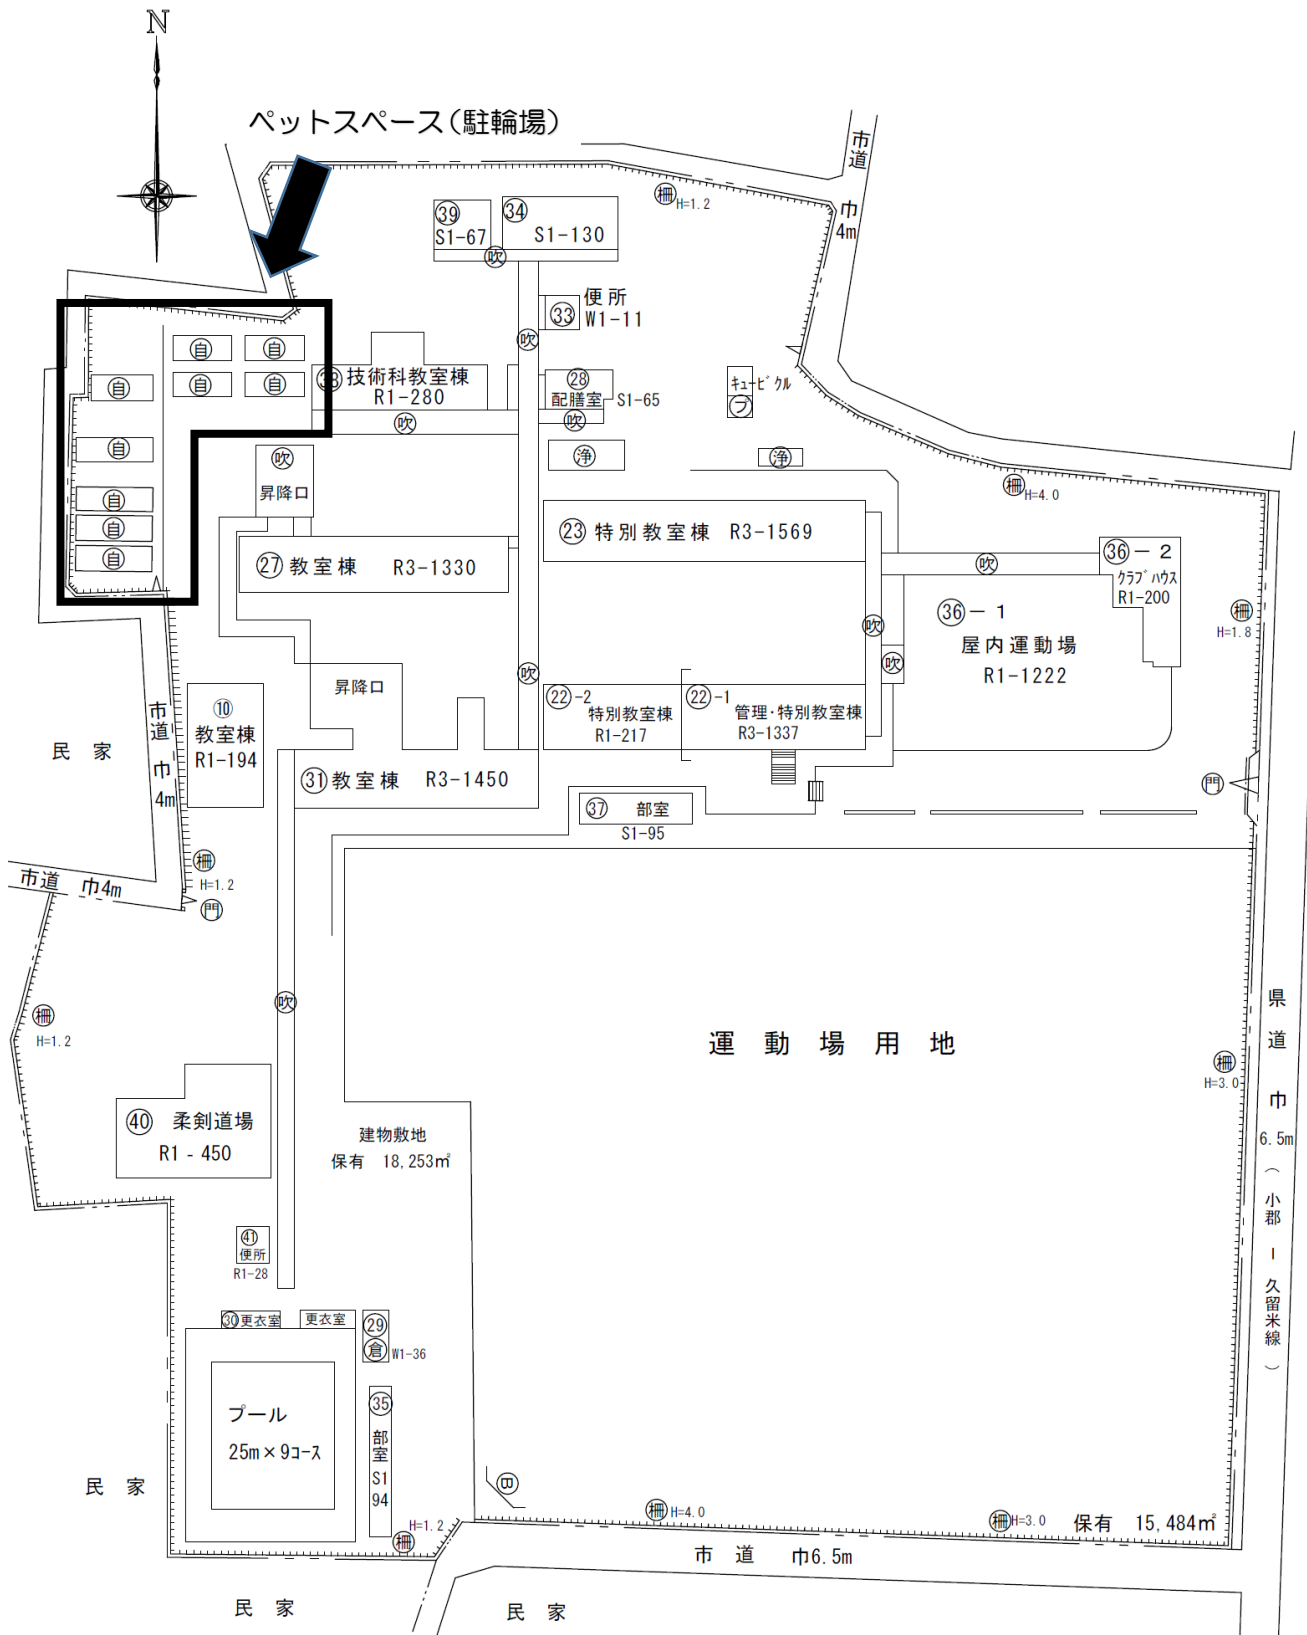 N
ペットスペース（駐輪場）
市道
巾
4m
柵
H=1.2
39
S1-67
34
S1-130
吹
便所
33
W1-11
吹
自
自
自
自
自
自
自
自
自
38
技術科教室棟
R1-280
吹
28
配膳室
S1-65
吹
キュービクル
プ
浄
浄
吹
昇降口
柵
H=4.0
23 特別教室棟 R3-1569
27 教室棟 R3-1330
吹
36-2
クラブハウス
R1-200
36-1
屋内運動場
R1-1222
柵
H=1.8
吹
吹
吹
昇降口
⑩
教室棟
R1-194
市道
巾
4m
民家
22-2
特別教室棟
R1-217
22-1
管理・特別教室棟
R3-1337
31 教室棟 R3-1450
門
37 部室
S1-95
柵
H=1.2
市道 巾4m
門
吹
柵
H=1.2
運動場用地
県道
巾
6.5m
（小郡ー久留米線）
柵
H=3.0
40 柔剣道場
R1-450
建物敷地
保有 18,253㎡
41
便所
R1-28
30 更衣室
更衣室
29
倉
W1-36
プール
25m×9コース
35
部室
S1
94
民家
B
柵
H=1.2
柵 H=4.0
柵 H=3.0
保有 15,484㎡
市道 巾6.5m
民家
民家